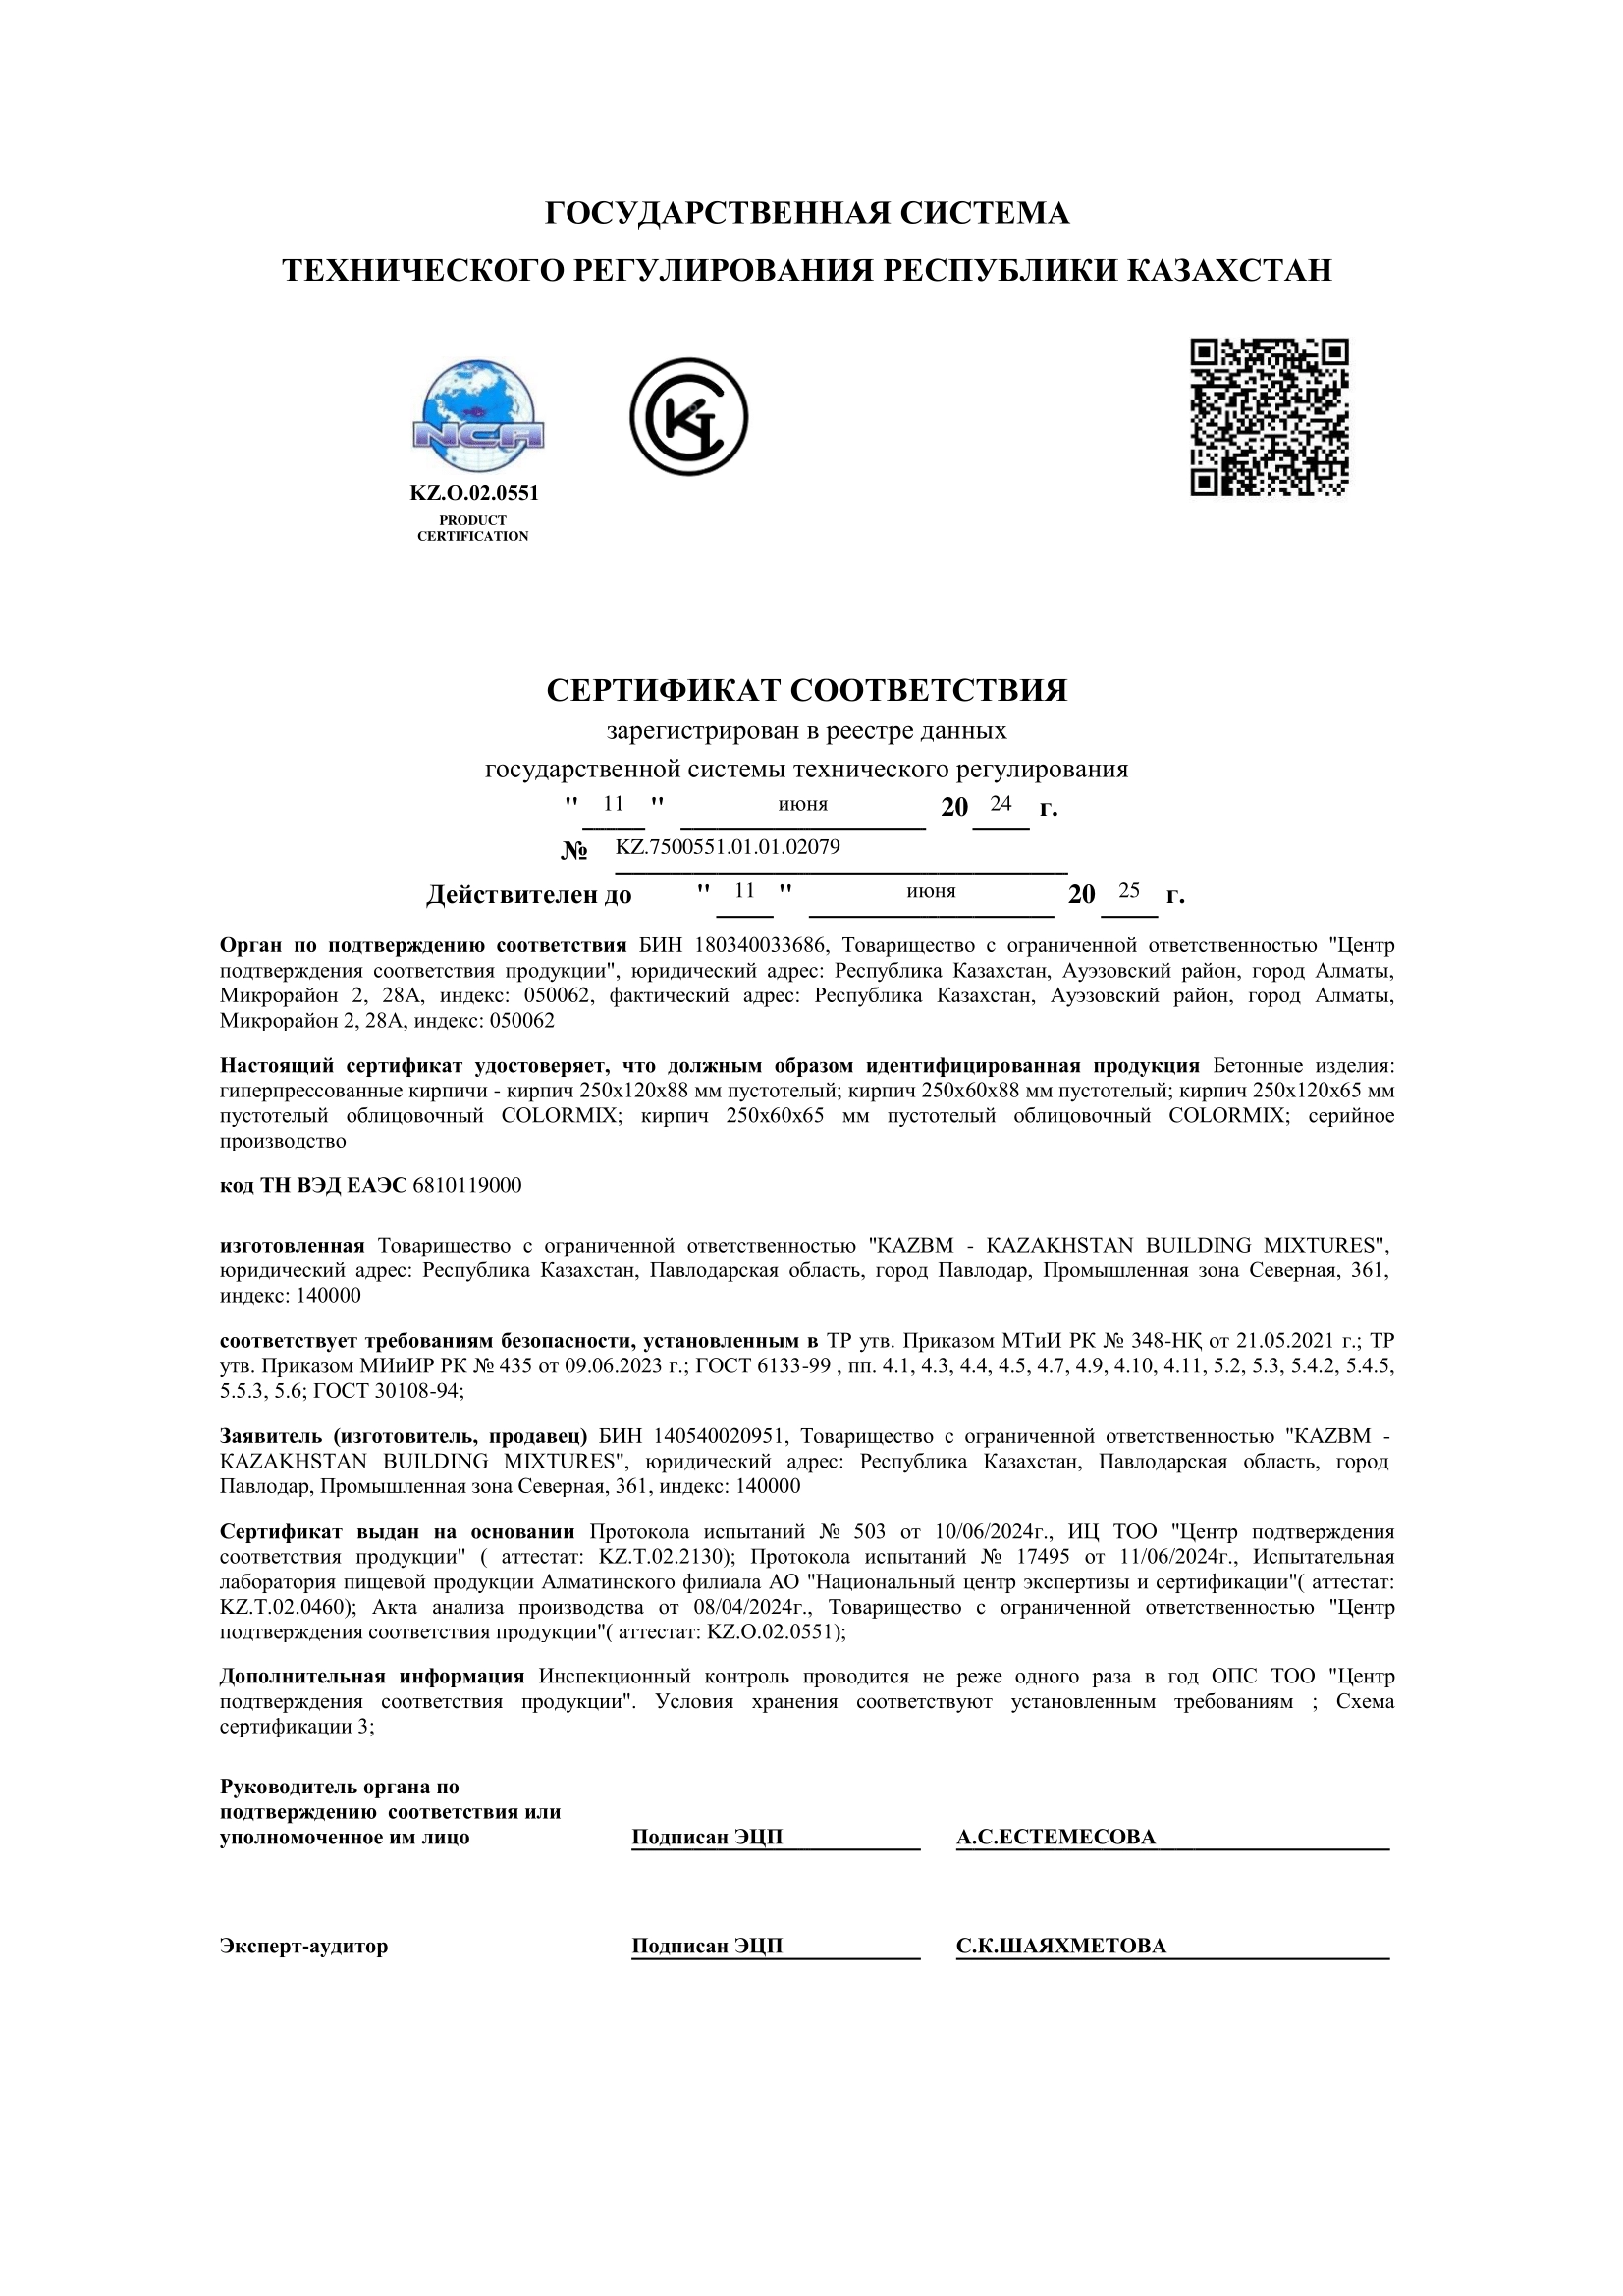 ГОСУДАРСТВЕННАЯ СИСТЕМА
ТЕХНИЧЕСКОГО РЕГУЛИРОВАНИЯ РЕСПУБЛИКИ КАЗАХСТАН
NCA
KZ.O.02.0551
PRODUCT
CERTIFICATION
СЕРТИФИКАТ СООТВЕТСТВИЯ
зарегистрирован в реестре данных
государственной системы технического регулирования
" 11 " июня 20 24 г.
№ KZ.7500551.01.01.02079
Действителен до " 11 " июня 20 25 г.
Орган по подтверждению соответствия БИН 180340033686, Товарищество с ограниченной ответственностью "Центр
подтверждения соответствия продукции", юридический адрес: Республика Казахстан, Ауэзовский район, город Алматы,
Микрорайон 2, 28А, индекс: 050062, фактический адрес: Республика Казахстан, Ауэзовский район, город Алматы,
Микрорайон 2, 28А, индекс: 050062
Настоящий сертификат удостоверяет, что должным образом идентифицированная продукция Бетонные изделия:
гиперпрессованные кирпичи - кирпич 250х120х88 мм пустотелый; кирпич 250х60х88 мм пустотелый; кирпич 250х120х65 мм
пустотелый облицовочный COLORMIX; кирпич 250х60х65 мм пустотелый облицовочный COLORMIX; серийное
производство
код ТН ВЭД ЕАЭС 6810119000
изготовленная Товарищество с ограниченной ответственностью "KAZBM - KAZAKHSTAN BUILDING MIXTURES",
юридический адрес: Республика Казахстан, Павлодарская область, город Павлодар, Промышленная зона Северная, 361,
индекс: 140000
соответствует требованиям безопасности, установленным в ТР утв. Приказом МТиИ РК № 348-НҚ от 21.05.2021 г.; ТР
утв. Приказом МИиИР РК № 435 от 09.06.2023 г.; ГОСТ 6133-99 , пп. 4.1, 4.3, 4.4, 4.5, 4.7, 4.9, 4.10, 4.11, 5.2, 5.3, 5.4.2, 5.4.5,
5.5.3, 5.6; ГОСТ 30108-94;
Заявитель (изготовитель, продавец) БИН 140540020951, Товарищество с ограниченной ответственностью "KAZBM -
KAZAKHSTAN BUILDING MIXTURES", юридический адрес: Республика Казахстан, Павлодарская область, город
Павлодар, Промышленная зона Северная, 361, индекс: 140000
Сертификат выдан на основании Протокола испытаний № 503 от 10/06/2024г., ИЦ ТОО "Центр подтверждения
соответствия продукции" ( аттестат: KZ.T.02.2130); Протокола испытаний № 17495 от 11/06/2024г., Испытательная
лаборатория пищевой продукции Алматинского филиала АО "Национальный центр экспертизы и сертификации"( аттестат:
KZ.T.02.0460); Акта анализа производства от 08/04/2024г., Товарищество с ограниченной ответственностью "Центр
подтверждения соответствия продукции"( аттестат: KZ.O.02.0551);
Дополнительная информация Инспекционный контроль проводится не реже одного раза в год ОПС ТОО "Центр
подтверждения соответствия продукции". Условия хранения соответствуют установленным требованиям ; Схема
сертификации 3;
Руководитель органа по
подтверждению соответствия или
уполномоченное им лицо Подписан ЭЦП А.С.ЕСТЕМЕСОВА
Эксперт-аудитор Подписан ЭЦП С.К.ШАЯХМЕТОВА